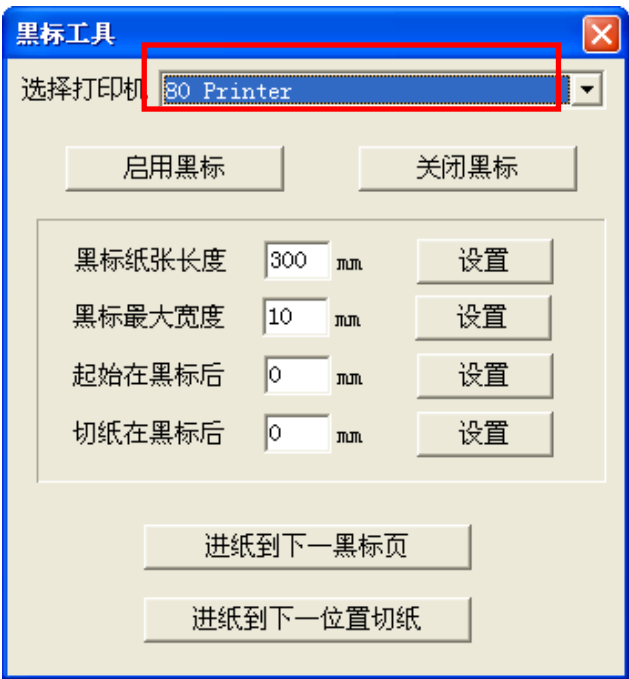 黑标工具
选择打印机 80 Printer
启用黑标 关闭黑标
黑标纸张长度 300 mm 设置
黑标最大宽度 10 mm 设置
起始在黑标后 0 mm 设置
切纸在黑标后 0 mm 设置
进纸到下一黑标页
进纸到下一位置切纸